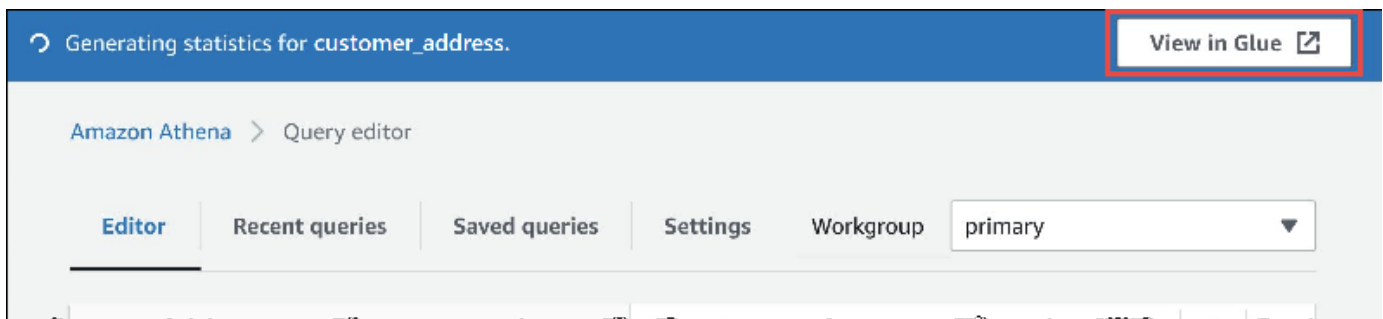 Generating statistics for customer_address.
View in Glue
Amazon Athena > Query editor
Editor Recent queries Saved queries Settings Workgroup primary